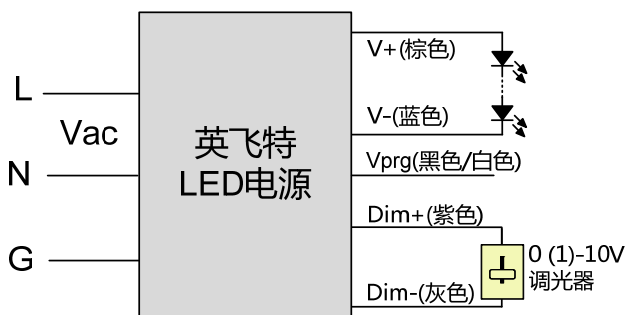 L
Vac
N
G
英飞特
LED电源
V+(棕色)
V-(蓝色)
Vprg(黑色/白色)
Dim+(紫色)
0 (1)-10V
调光器
Dim-(灰色)